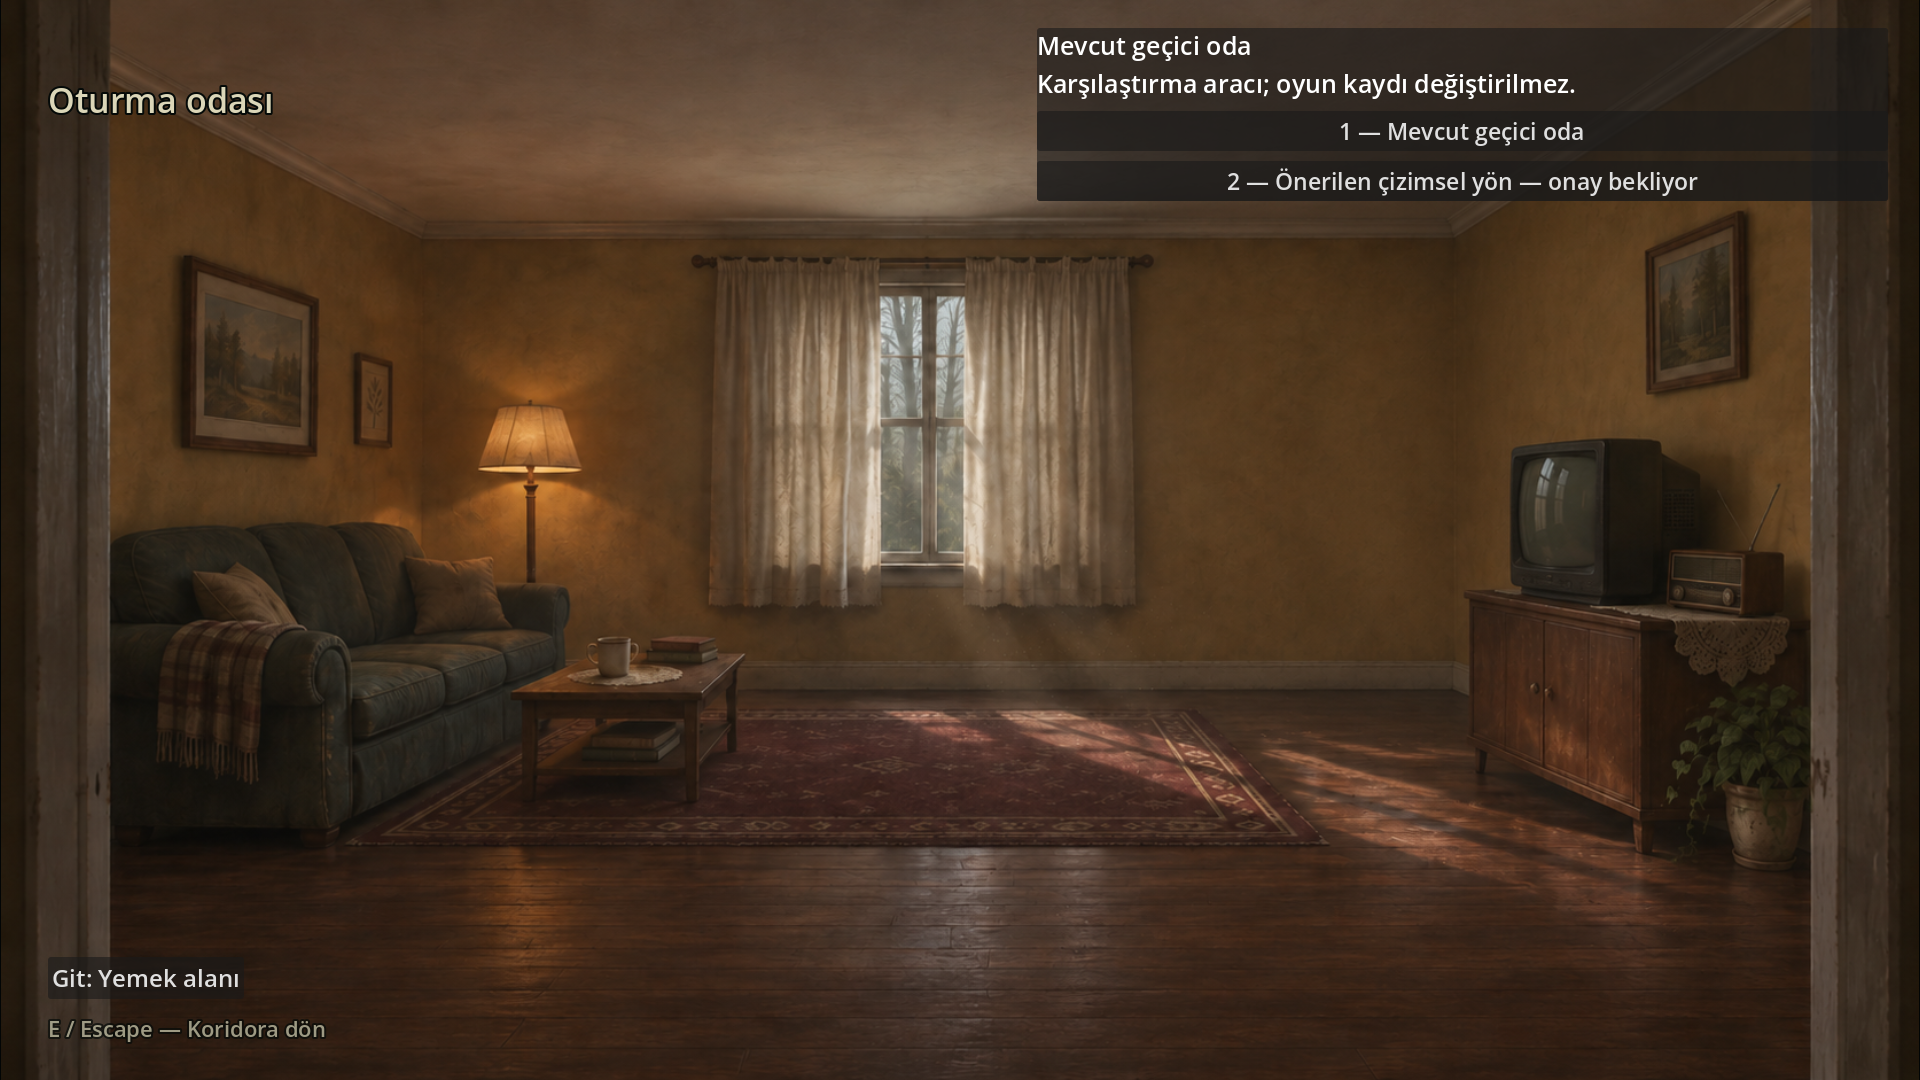 Mevcut geçici oda
Karşılaştırma aracı; oyun kaydı değiştirilmez.
1 — Mevcut geçici oda
2 — Önerilen çizimsel yön — onay bekliyor
Oturma odası
Git: Yemek alanı
E / Escape — Koridora dön